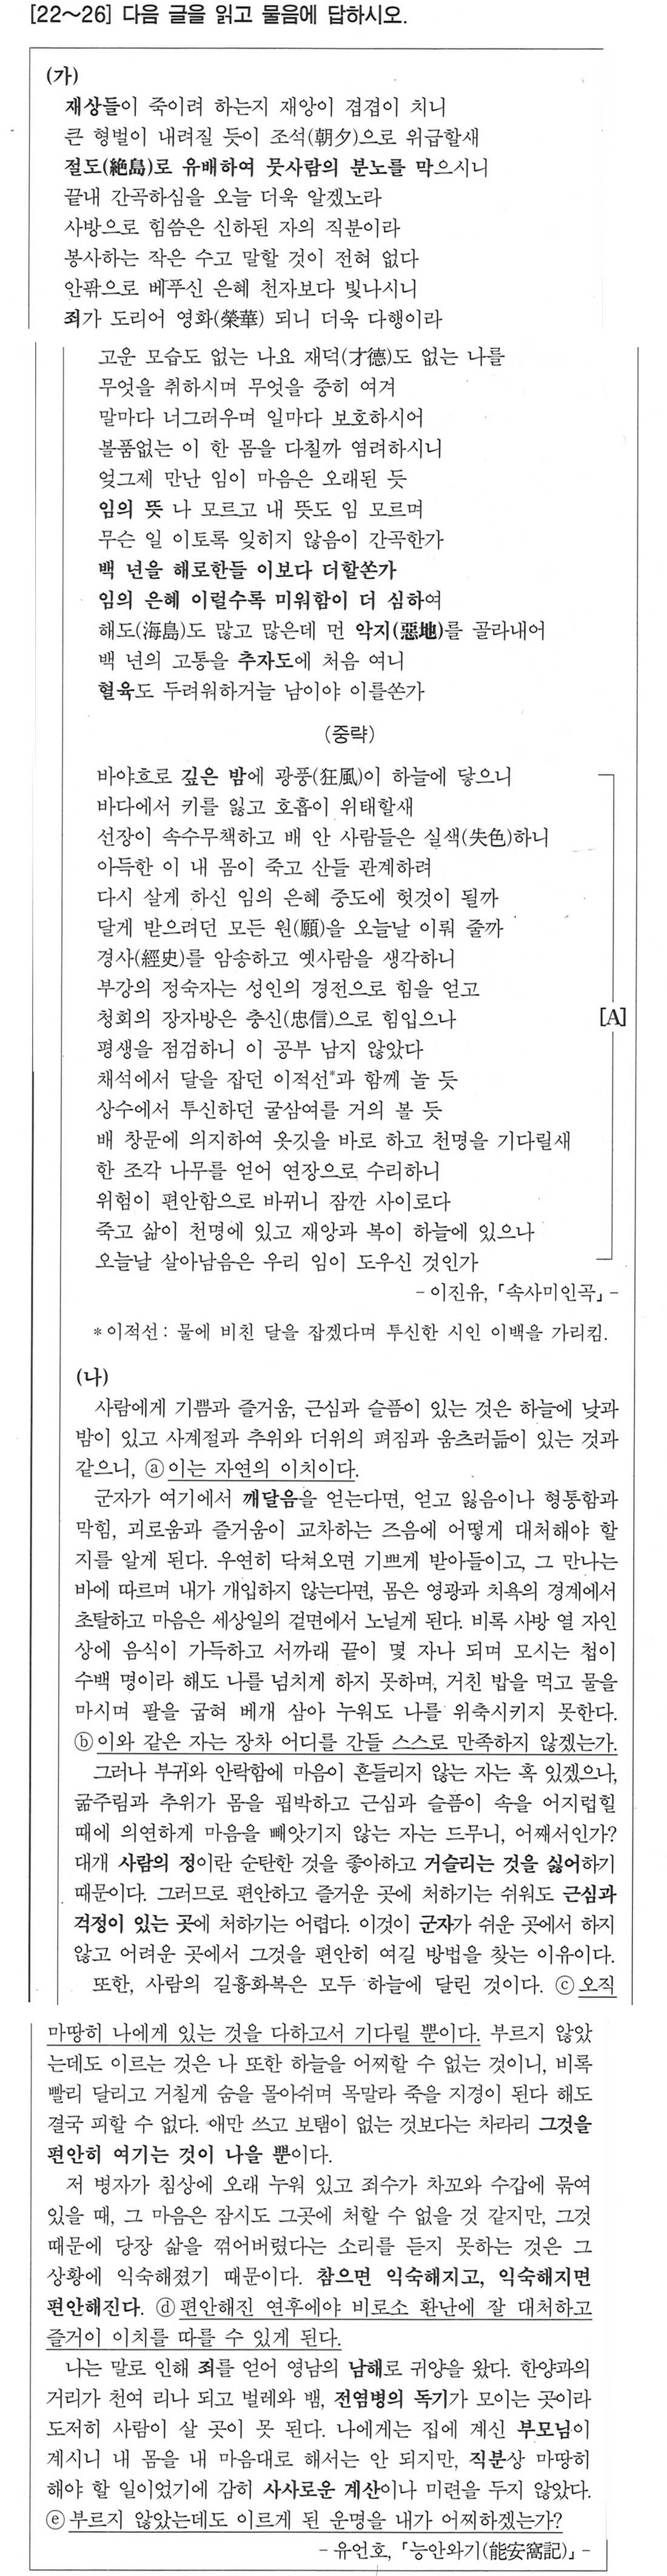 [22～26] 다음 글을 읽고 물음에 답하시오.
(가)
재상들이 죽이려 하는지 재앙이 겹겹이 치니
큰 형벌이 내려질 듯이 조석(朝夕)으로 위급할새
절도(絶島)로 유배하여 뭇사람의 분노를 막으시니
끝내 간곡하심을 오늘 더욱 알겠노라
사방으로 힘씀은 신하된 자의 직분이라
봉사하는 작은 수고 말할 것이 전혀 없다
안팎으로 베푸신 은혜 천자보다 빛나시니
죄가 도리어 영화(榮華) 되니 더욱 다행이라
고운 모습도 없는 나요 재덕(才德)도 없는 나를
무엇을 취하시며 무엇을 중히 여겨
말마다 너그러우며 일마다 보호하시어
볼품없는 이 한 몸을 다칠까 염려하시니
엊그제 만난 임이 마음은 오래된 듯
임의 뜻 나 모르고 내 뜻도 임 모르며
무슨 일 이토록 잊히지 않음이 간곡한가
백 년을 해로한들 이보다 더할쏜가
임의 은혜 이럴수록 미워함이 더 심하여
해도(海島)도 많고 많은데 먼 악지(惡地)를 골라내어
백 년의 고통을 추자도에 처음 여니
혈육도 두려워하거늘 남이야 이를쏜가
(중략)
바야흐로 깊은 밤에 광풍(狂風)이 하늘에 닿으니
바다에서 키를 잃고 호흡이 위태할새
선장이 속수무책하고 배 안 사람들은 실색(失色)하니
아득한 이 내 몸이 죽고 산들 관계하려
다시 살게 하신 임의 은혜 중도에 헛것이 될까
달게 받으려던 모든 원(願)을 오늘날 이뤄 줄까
경사(經史)를 암송하고 옛사람을 생각하니
부강의 정숙자는 성인의 경전으로 힘을 얻고
청회의 장자방은 충신(忠信)으로 힘입으나
[A]
평생을 점검하니 이 공부 남지 않았다
채석에서 달을 잡던 이적선*과 함께 놀 듯
상수에서 투신하던 굴삼여를 거의 볼 듯
배 창문에 의지하여 옷깃을 바로 하고 천명을 기다릴새
한 조각 나무를 얻어 연장으로 수리하니
위험이 편안함으로 바뀌니 잠깐 사이로다
죽고 삶이 천명에 있고 재앙과 복이 하늘에 있으나
오늘날 살아남음은 우리 임이 도우신 것인가
- 이진유, 「속사미인곡」 -
* 이적선: 물에 비친 달을 잡겠다며 투신한 시인 이백을 가리킴.
(나)
사람에게 기쁨과 즐거움, 근심과 슬픔이 있는 것은 하늘에 낮과
밤이 있고 사계절과 추위와 더위의 펴짐과 움츠러듦이 있는 것과
같으니, ⓐ이는 자연의 이치이다.
군자가 여기에서 깨달음을 얻는다면, 얻고 잃음이나 형통함과
막힘, 괴로움과 즐거움이 교차하는 즈음에 어떻게 대처해야 할
지를 알게 된다. 우연히 닥쳐오면 기쁘게 받아들이고, 그 만나는
바에 따르며 내가 개입하지 않는다면, 몸은 영광과 치욕의 경계에서
초탈하고 마음은 세상일의 겉면에서 노닐게 된다. 비록 사방 열 자인
상에 음식이 가득하고 서까래 끝이 몇 자나 되며 모시는 첩이
수백 명이라 해도 나를 넘치게 하지 못하며, 거친 밥을 먹고 물을
마시며 팔을 굽혀 베개 삼아 누워도 나를 위축시키지 못한다.
ⓑ이와 같은 자는 장차 어디를 간들 스스로 만족하지 않겠는가.
그러나 부귀와 안락함에 마음이 흔들리지 않는 자는 혹 있겠으나,
굶주림과 추위가 몸을 핍박하고 근심과 슬픔이 속을 어지럽힐
때에 의연하게 마음을 빼앗기지 않는 자는 드무니, 어째서인가?
대개 사람의 정이란 순탄한 것을 좋아하고 거슬리는 것을 싫어하기
때문이다. 그러므로 편안하고 즐거운 곳에 처하기는 쉬워도 근심과
걱정이 있는 곳에 처하기는 어렵다. 이것이 군자가 쉬운 곳에서 하지
않고 어려운 곳에서 그것을 편안히 여길 방법을 찾는 이유이다.
또한, 사람의 길흉화복은 모두 하늘에 달린 것이다. ⓒ오직
마땅히 나에게 있는 것을 다하고서 기다릴 뿐이다. 부르지 않았
는데도 이르는 것은 나 또한 하늘을 어찌할 수 없는 것이니, 비록
빨리 달리고 거칠게 숨을 몰아쉬며 목말라 죽을 지경이 된다 해도
결국 피할 수 없다. 애만 쓰고 보탬이 없는 것보다는 차라리 그것을
편안히 여기는 것이 나을 뿐이다.
저 병자가 침상에 오래 누워 있고 죄수가 차꼬와 수갑에 묶여
있을 때, 그 마음은 잠시도 그곳에 처할 수 없을 것 같지만, 그것
때문에 당장 삶을 꺾어버렸다는 소리를 듣지 못하는 것은 그
상황에 익숙해졌기 때문이다. 참으면 익숙해지고, 익숙해지면
편안해진다. ⓓ편안해진 연후에야 비로소 환난에 잘 대처하고
즐거이 이치를 따를 수 있게 된다.
나는 말로 인해 죄를 얻어 영남의 남해로 귀양을 왔다. 한양과의
거리가 천여 리나 되고 벌레와 뱀, 전염병의 독기가 모이는 곳이라
도저히 사람이 살 곳이 못 된다. 나에게는 집에 계신 부모님이
계시니 내 몸을 내 마음대로 해서는 안 되지만, 직분상 마땅히
해야 할 일이었기에 감히 사사로운 계산이나 미련을 두지 않았다.
ⓔ부르지 않았는데도 이르게 된 운명을 내가 어찌하겠는가?
- 유언호, 「능안와기(能安窩記)」 -